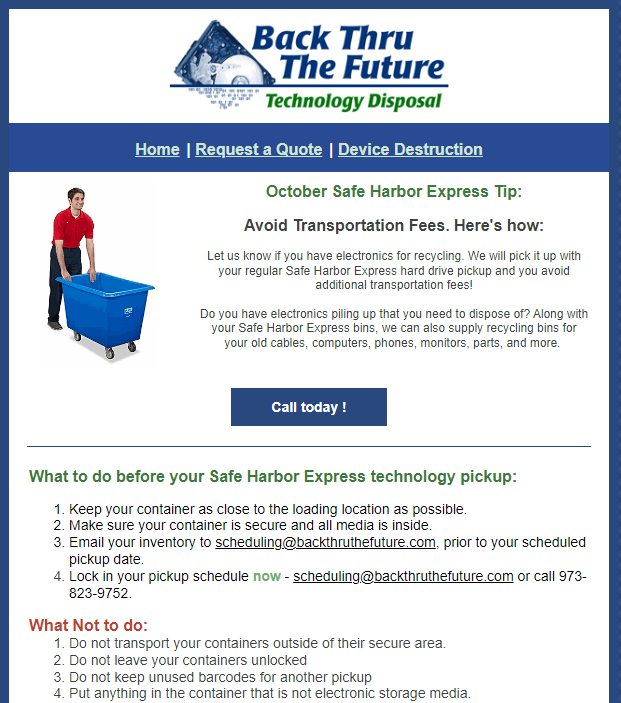 Back Thru
The Future
Technology Disposal
Home | Request a Quote | Device Destruction
October Safe Harbor Express Tip:
Avoid Transportation Fees. Here's how:
Let us know if you have electronics for recycling. We will pick it up with
your regular Safe Harbor Express hard drive pickup and you avoid
additional transportation fees!
Do you have electronics piling up that you need to dispose of? Along with
your Safe Harbor Express bins, we can also supply recycling bins for
your old cables, computers, phones, monitors, parts, and more.
Call today !
What to do before your Safe Harbor Express technology pickup:
1. Keep your container as close to the loading location as possible.
2. Make sure your container is secure and all media is inside.
3. Email your inventory to scheduling@backthruthefuture.com, prior to your scheduled
pickup date.
4. Lock in your pickup schedule now - scheduling@backthruthefuture.com or call 973-
823-9752.
What Not to do:
1. Do not transport your containers outside of their secure area.
2. Do not leave your containers unlocked
3. Do not keep unused barcodes for another pickup
4. Put anything in the container that is not electronic storage media.